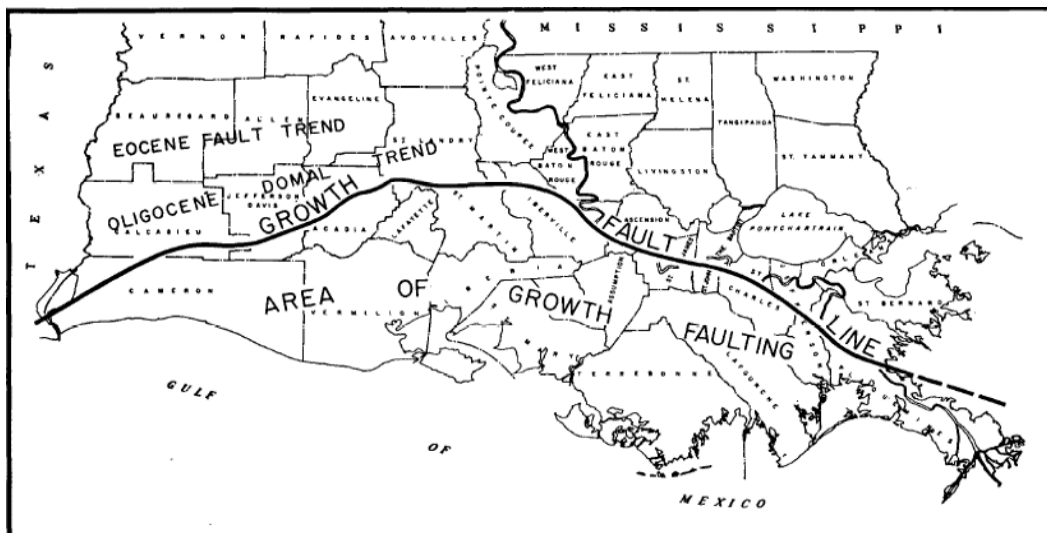 MISSISSIPPI
TEXAS
VERNON
RAPIDES
AVOYELLES
WEST FELICIANA
EAST FELICIANA
ST. HELENA
WASHINGTON
TANGIPAHOA
POINTE COUPEE
EVANGELINE
BEAUREGARD
ALLEN
EOCENE FAULT TREND
ST. LANDRY
WEST BATON ROUGE
EAST BATON ROUGE
LIVINGSTON
ST. TAMMANY
OLIGOCENE DOMAL TREND
JEFFERSON DAVIS
CALCASIEU
ACADIA
LAFAYETTE
ST. MARTIN
IBERVILLE
ASCENSION
LAKE PONTCHARTRAIN
GROWTH FAULT LINE
CAMERON
VERMILION
ASSUMPTION
ST. CHARLES
ST. BERNARD
AREA OF GROWTH FAULTING
TERREBONNE
LAFOURCHE
GULF OF MEXICO